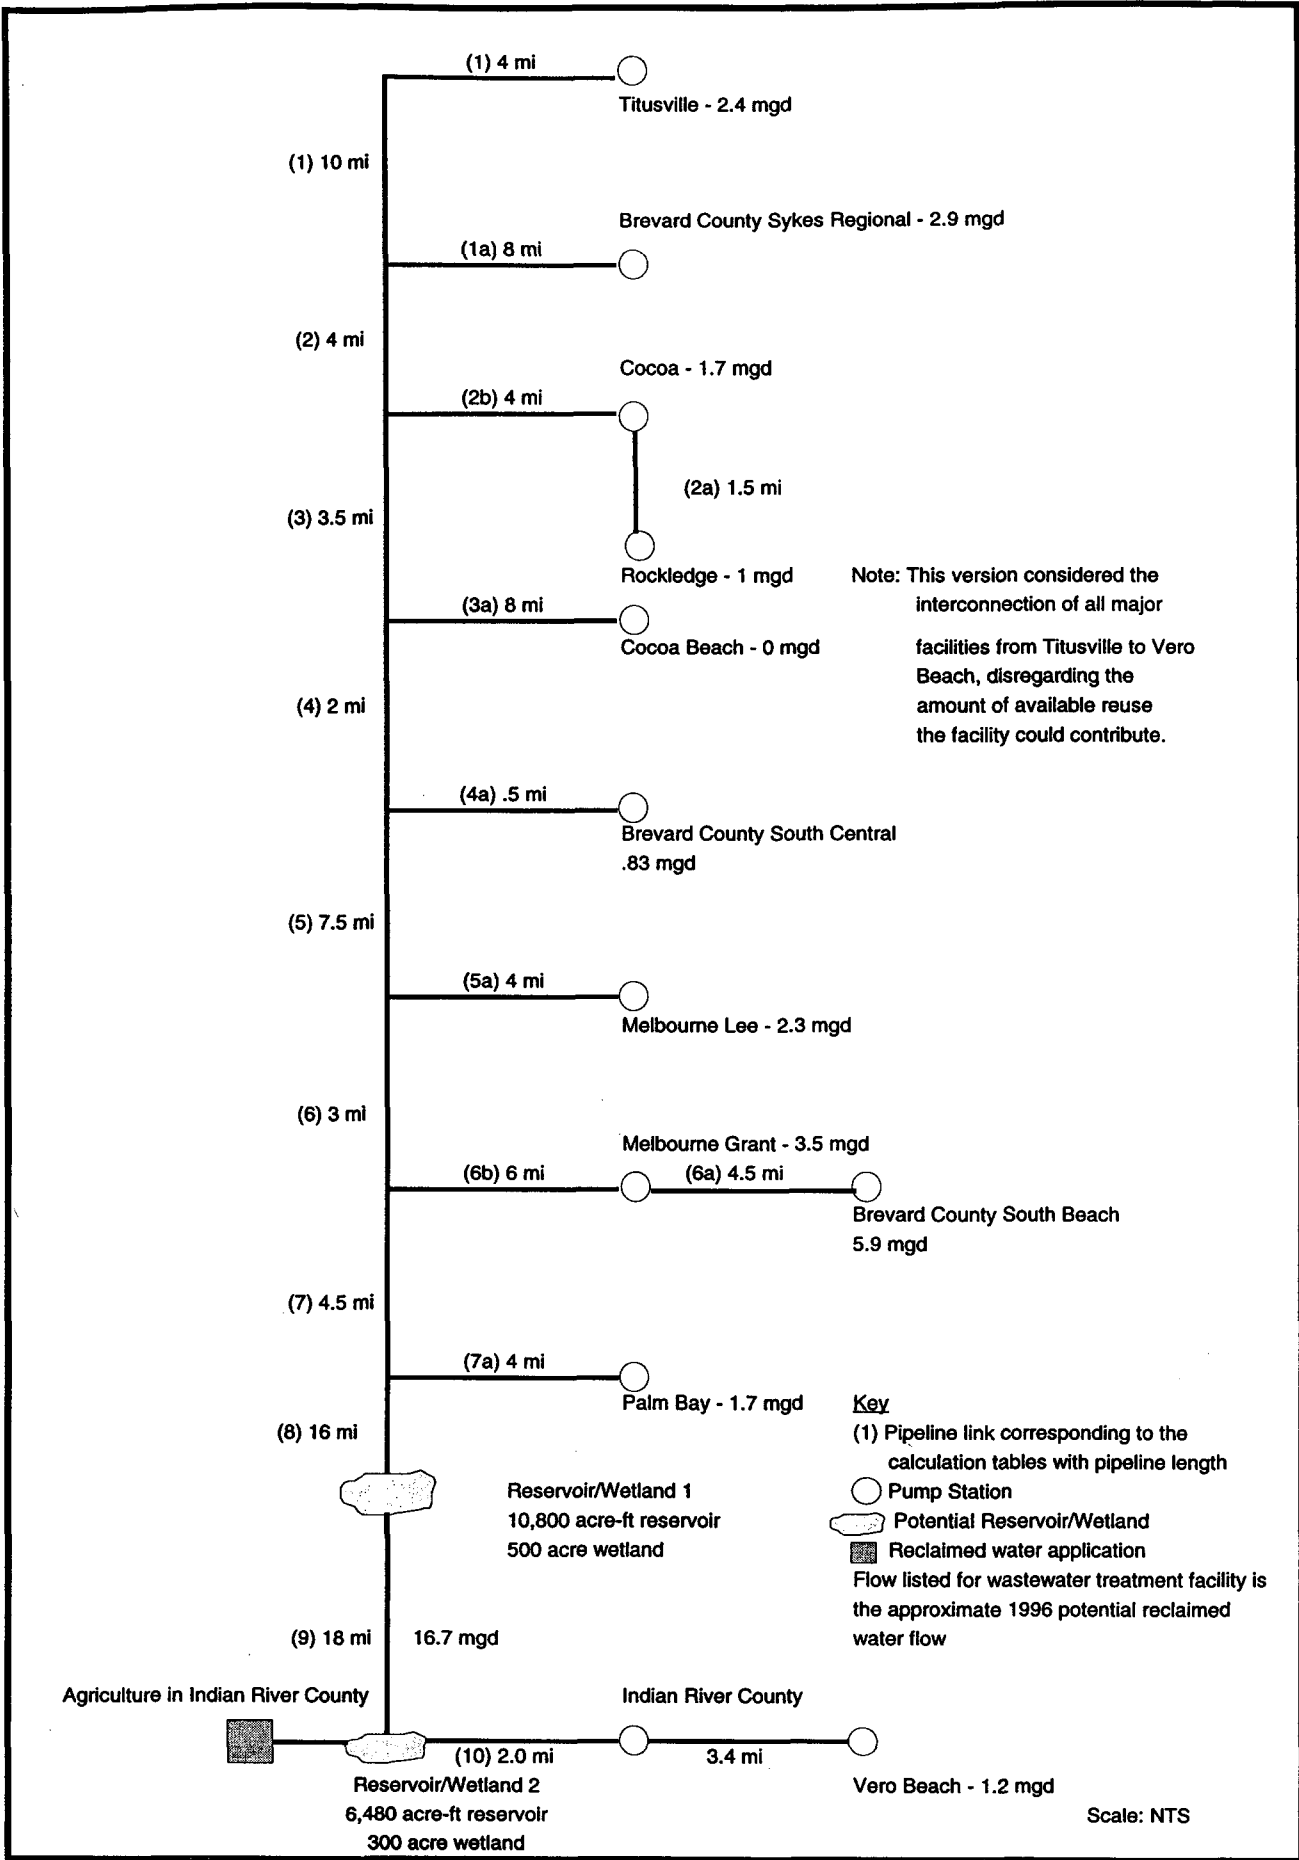 (1) 4 mi
Titusville - 2.4 mgd
(1) 10 mi
Brevard County Sykes Regional - 2.9 mgd
(1a) 8 mi
(2) 4 mi
Cocoa - 1.7 mgd
(2b) 4 mi
(2a) 1.5 mi
(3) 3.5 mi
Rockledge - 1 mgd
(3a) 8 mi
Cocoa Beach - 0 mgd
Note: This version considered the
interconnection of all major
facilities from Titusville to Vero
Beach, disregarding the
amount of available reuse
the facility could contribute.
(4) 2 mi
(4a) .5 mi
Brevard County South Central
.83 mgd
(5) 7.5 mi
(5a) 4 mi
Melbourne Lee - 2.3 mgd
(6) 3 mi
Melbourne Grant - 3.5 mgd
(6b) 6 mi
(6a) 4.5 mi
Brevard County South Beach
5.9 mgd
(7) 4.5 mi
(7a) 4 mi
Palm Bay - 1.7 mgd
(8) 16 mi
Reservoir/Wetland 1
10,800 acre-ft reservoir
500 acre wetland
Key
(1) Pipeline link corresponding to the
calculation tables with pipeline length
Pump Station
Potential Reservoir/Wetland
Reclaimed water application
Flow listed for wastewater treatment facility is
the approximate 1996 potential reclaimed
water flow
(9) 18 mi
16.7 mgd
Agriculture in Indian River County
Indian River County
(10) 2.0 mi
3.4 mi
Reservoir/Wetland 2
6,480 acre-ft reservoir
300 acre wetland
Vero Beach - 1.2 mgd
Scale: NTS